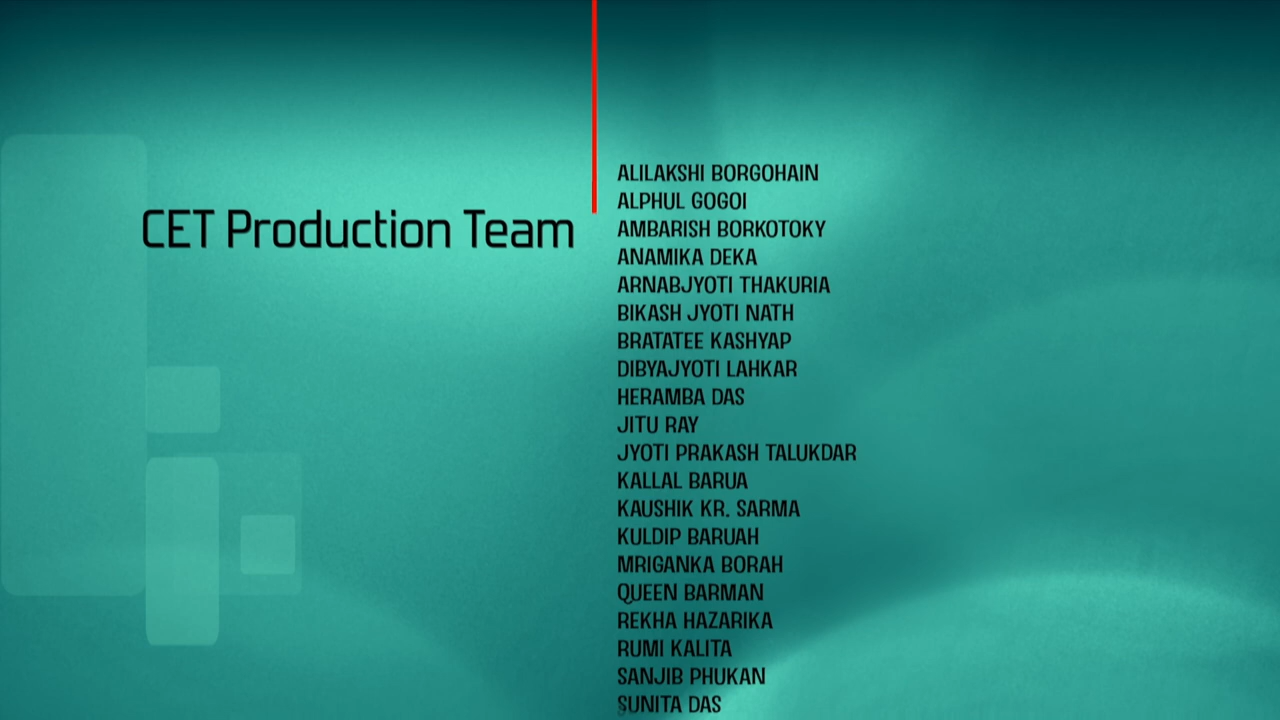 CET Production Team
ALILAKSHI BORGOHAIN
ALPHUL GOGOI
AMBARISH BORKOTOKY
ANAMIKA DEKA
ARNABJYOTI THAKURIA
BIKASH JYOTI NATH
BRATATEE KASHYAP
DIBYAJYOTI LAHKAR
HERAMBA DAS
JITU RAY
JYOTI PRAKASH TALUKDAR
KALLAL BARUA
KAUSHIK KR. SARMA
KULDIP BARUAH
MRIGANKA BORAH
QUEEN BARMAN
REKHA HAZARIKA
RUMI KALITA
SANJIB PHUKAN
SUNITA DAS